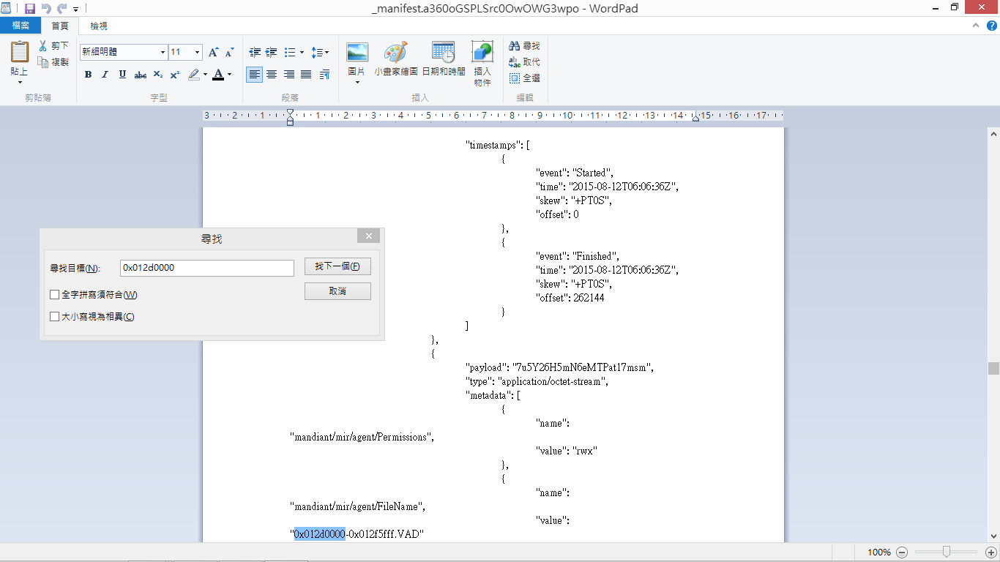 _manifest.a360oGSPLSrc0OwOWG3wpo - WordPad
檔案 首頁 檢視
貼上
剪下
複製
剪貼簿
新細明體 11
B I U abc X₂ X²
A
字型
段落
圖片
小畫家繪圖
日期和時間
插入
物件
插入
尋找
取代
全選
編輯
3 2 1 1 2 3 4 5 6 7 8 9 10 11 12 13 14 15 16 17
"timestamps": [
{
"event": "Started",
"time": "2015-08-12T06:06:36Z",
"skew": "+PT0S",
"offset": 0
},
{
"event": "Finished",
"time": "2015-08-12T06:06:36Z",
"skew": "+PT0S",
"offset": 262144
}
]
},
{
"payload": "7u5Y26H5mN6eMTPat17msm",
"type": "application/octet-stream",
"metadata": [
{
"name":
"mandiant/mir/agent/Permissions",
"value": "rwx"
},
{
"name":
"mandiant/mir/agent/FileName",
"value":
"0x012d0000-0x012f5fff.VAD"
尋找
尋找目標(N): 0x012d0000
找下一個(F)
取消
全字拼寫須符合(W)
大小寫視為相異(C)
100%